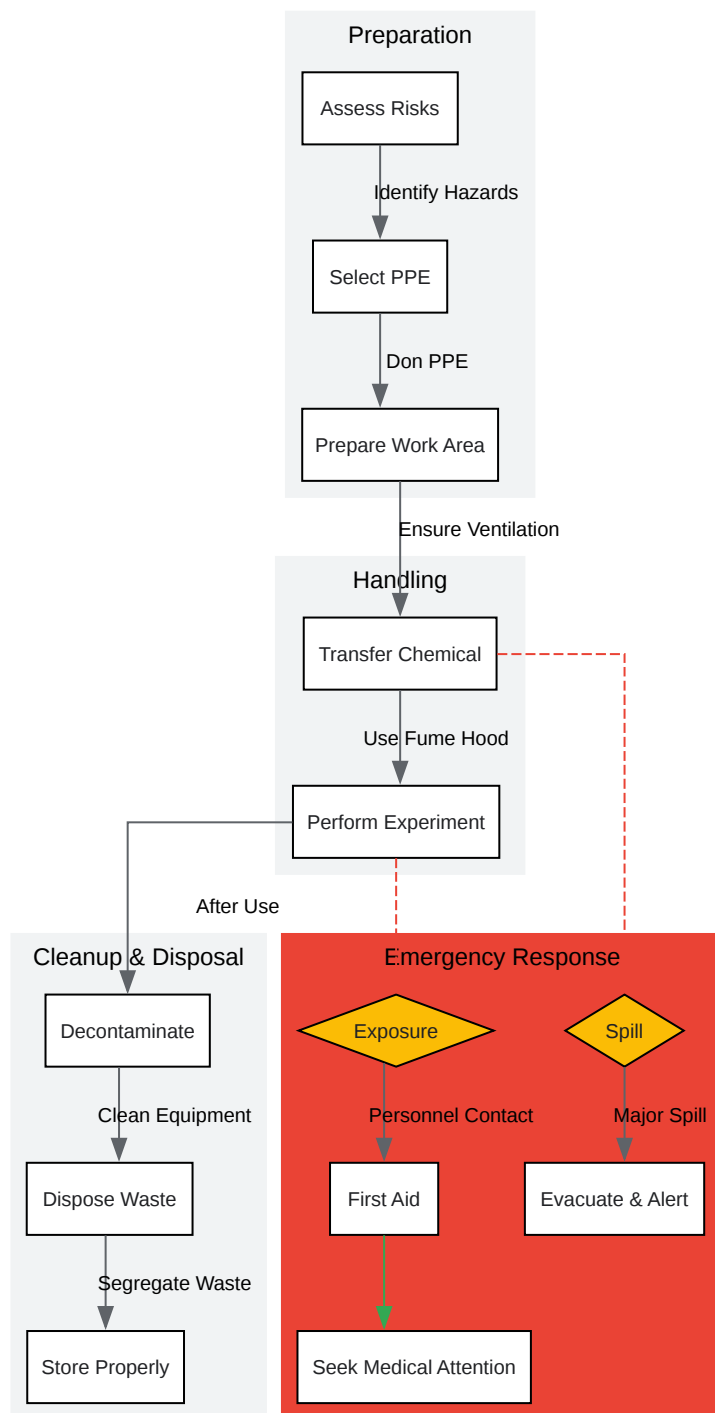 Preparation
Assess Risks
Identify Hazards
Select PPE
Don PPE
Prepare Work Area
Ensure Ventilation
Handling
Transfer Chemical
Use Fume Hood
Perform Experiment
After Use
Cleanup & Disposal
Decontaminate
Clean Equipment
Dispose Waste
Segregate Waste
Store Properly
Emergency Response
Exposure
Spill
Personnel Contact
Major Spill
First Aid
Evacuate & Alert
Seek Medical Attention